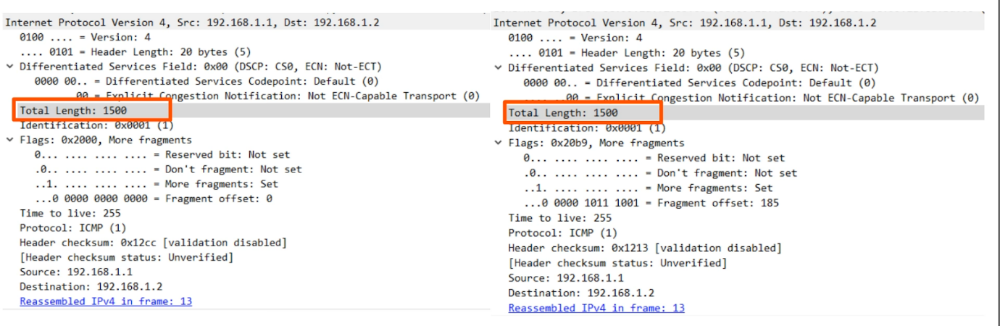 Internet Protocol Version 4, Src: 192.168.1.1, Dst: 192.168.1.2
0100 .... = Version: 4
.... 0101 = Header Length: 20 bytes (5)
Differentiated Services Field: 0x00 (DSCP: CS0, ECN: Not-ECT)
0000 00.. = Differentiated Services Codepoint: Default (0)
00 = Explicit Congestion Notification: Not ECN-Capable Transport (0)
Total Length: 1500
Identification: 0x0001 (1)
Flags: 0x2000, More fragments
0... .... .... .... = Reserved bit: Not set
.0.. .... .... .... = Don't fragment: Not set
..1. .... .... .... = More fragments: Set
...0 0000 0000 0000 = Fragment offset: 0
Time to live: 255
Protocol: ICMP (1)
Header checksum: 0x12cc [validation disabled]
[Header checksum status: Unverified]
Source: 192.168.1.1
Destination: 192.168.1.2
Reassembled IPv4 in frame: 13
Internet Protocol Version 4, Src: 192.168.1.1, Dst: 192.168.1.2
0100 .... = Version: 4
.... 0101 = Header Length: 20 bytes (5)
Differentiated Services Field: 0x00 (DSCP: CS0, ECN: Not-ECT)
0000 00.. = Differentiated Services Codepoint: Default (0)
.... ..00 = Explicit Congestion Notification: Not ECN-Capable Transport (0)
Total Length: 1500
Identification: 0x0001 (1)
Flags: 0x20b9, More fragments
0... .... .... .... = Reserved bit: Not set
.0.. .... .... .... = Don't fragment: Not set
..1. .... .... .... = More fragments: Set
...0 0000 1011 1001 = Fragment offset: 185
Time to live: 255
Protocol: ICMP (1)
Header checksum: 0x1213 [validation disabled]
[Header checksum status: Unverified]
Source: 192.168.1.1
Destination: 192.168.1.2
Reassembled IPv4 in frame: 13